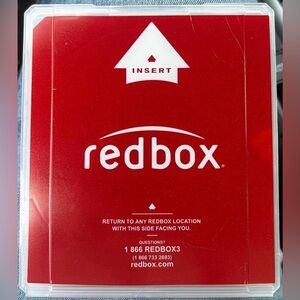 INSERT
redbox.
RETURN TO ANY REDBOX LOCATION
WITH THIS SIDE FACING YOU.
QUESTIONS?
1 866 REDBOX3
(1 866 733 2693)
redbox.com